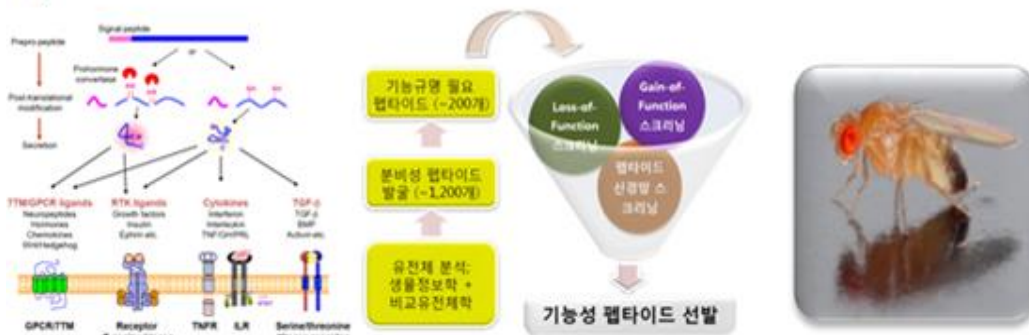 Signal peptide
Prepro-peptide
or
Prohormone
convertase
Post-translational
modification
Secretion
TTM/GPCR ligands
Neuropeptides
Hormones
Chemokines
Wnt/Hedgehog
RTK ligands
Growth factors
Insulin
Ephrin etc.
Cytokines
Interferon
Interleukin
TNF/GH/PRL
TGF-β
TGF-β
BMP
Activin etc.
GPCR/TTM
Receptor
TNFR
ILR
Serine/threonine
기능규명 필요
펩타이드 (~200개)
분비성 펩타이드
발굴 (~1,200개)
유전체 분석;
생물정보학 +
비교유전체학
Loss-of-
Function
스크리닝
Gain-of-
Function
스크리닝
펩타이드
신경망 스
크리닝
기능성 펩타이드 선발